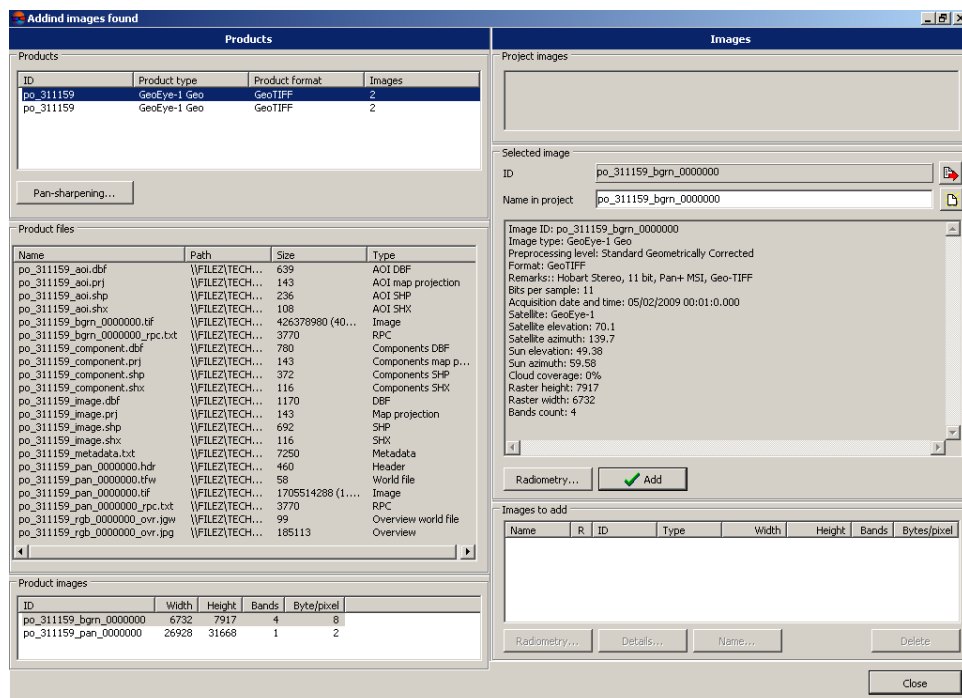 Addind images found
Products
Products
ID Product type Product format Images
po_311159 GeoEye-1 Geo GeoTIFF 2
po_311159 GeoEye-1 Geo GeoTIFF 2
Pan-sharpening...
Product files
Name Path Size Type
po_311159_aoi.dbf \\FILEZ\TECH... 639 AOI DBF
po_311159_aoi.prj \\FILEZ\TECH... 143 AOI map projection
po_311159_aoi.shp \\FILEZ\TECH... 236 AOI SHP
po_311159_aoi.shx \\FILEZ\TECH... 108 AOI SHX
po_311159_bgrn_0000000.tif \\FILEZ\TECH... 426378980 (40... Image
po_311159_bgrn_0000000_rpc.txt \\FILEZ\TECH... 3770 RPC
po_311159_component.dbf \\FILEZ\TECH... 780 Components DBF
po_311159_component.prj \\FILEZ\TECH... 143 Components map p...
po_311159_component.shp \\FILEZ\TECH... 372 Components SHP
po_311159_component.shx \\FILEZ\TECH... 116 Components SHX
po_311159_image.dbf \\FILEZ\TECH... 1170 DBF
po_311159_image.prj \\FILEZ\TECH... 143 Map projection
po_311159_image.shp \\FILEZ\TECH... 692 SHP
po_311159_image.shx \\FILEZ\TECH... 116 SHX
po_311159_metadata.txt \\FILEZ\TECH... 7250 Metadata
po_311159_pan_0000000.hdr \\FILEZ\TECH... 460 Header
po_311159_pan_0000000.tfw \\FILEZ\TECH... 58 World file
po_311159_pan_0000000.tif \\FILEZ\TECH... 1705514288 (1.... Image
po_311159_pan_0000000_rpc.txt \\FILEZ\TECH... 3770 RPC
po_311159_rgb_0000000_ovr.jgw \\FILEZ\TECH... 99 Overview world file
po_311159_rgb_0000000_ovr.jpg \\FILEZ\TECH... 185113 Overview
Product images
ID Width Height Bands Byte/pixel
po_311159_bgrn_0000000 6732 7917 4 8
po_311159_pan_0000000 26928 31668 1 2
Images
Project images
Selected image
ID po_311159_bgrn_0000000
Name in project po_311159_bgrn_0000000
Image ID: po_311159_bgrn_0000000
Image type: GeoEye-1 Geo
Preprocessing level: Standard Geometrically Corrected
Format: GeoTIFF
Remarks:: Hobart Stereo, 11 bit, Pan+ MSI, Geo-TIFF
Bits per sample: 11
Acquisition date and time: 05/02/2009 00:01:0.000
Satellite: GeoEye-1
Satellite elevation: 70.1
Satellite azimuth: 139.7
Sun elevation: 49.38
Sun azimuth: 59.58
Cloud coverage: 0%
Raster height: 7917
Raster width: 6732
Bands count: 4
Radiometry... Add
Images to add
Name R ID Type Width Height Bands Bytes/pixel
Radiometry... Details... Name... Delete
Close